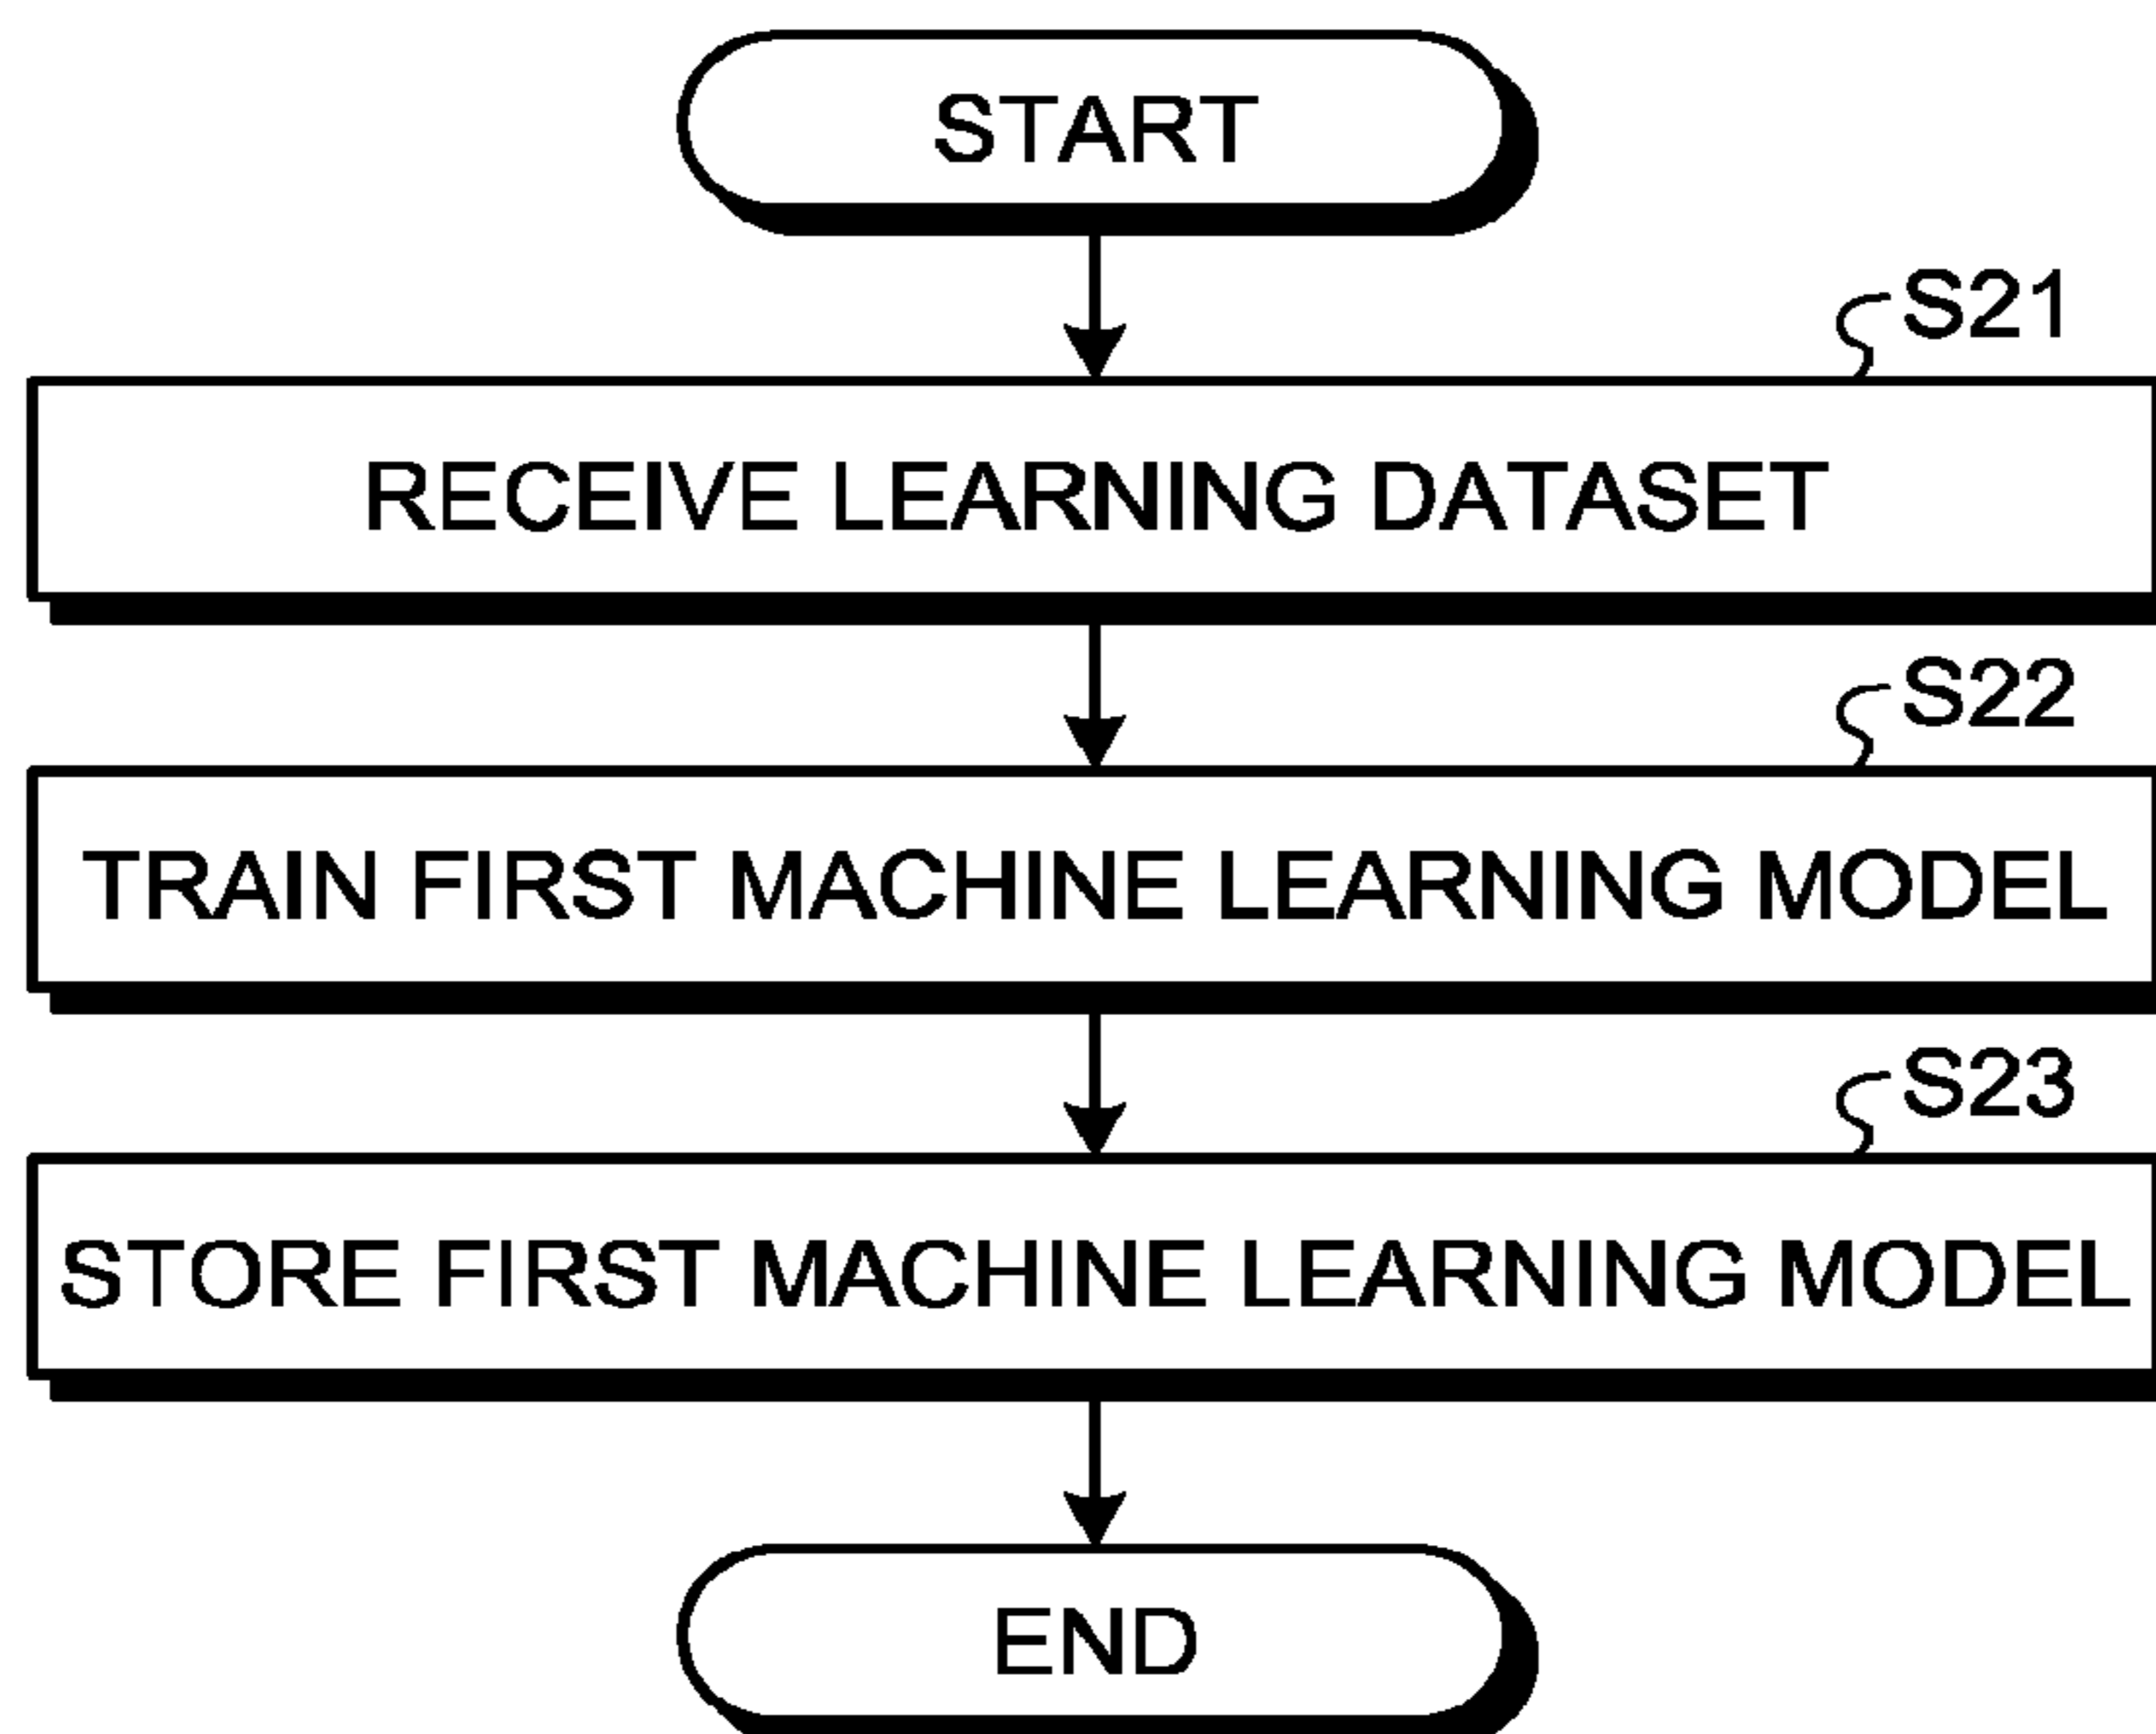 START
S21
RECEIVE LEARNING DATASET
S22
TRAIN FIRST MACHINE LEARNING MODEL
S23
STORE FIRST MACHINE LEARNING MODEL
END